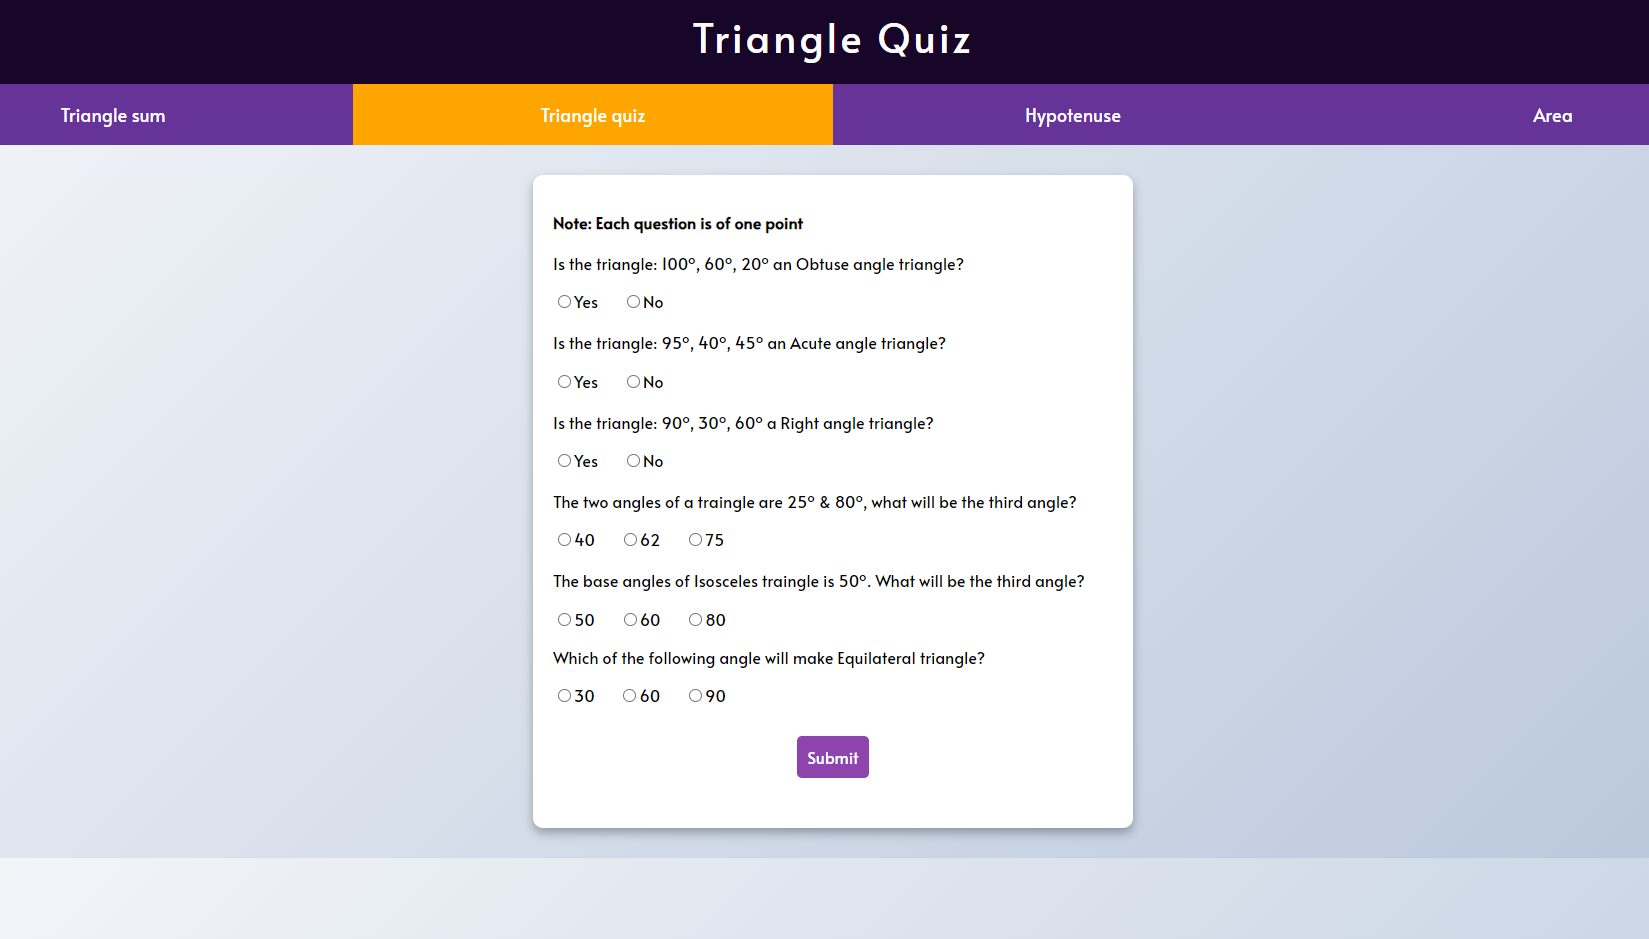 Triangle Quiz
Triangle sum Triangle quiz Hypotenuse Area
Note: Each question is of one point
Is the triangle: 100°, 60°, 20° an Obtuse angle triangle?
Yes No
Is the triangle: 95°, 40°, 45° an Acute angle triangle?
Yes No
Is the triangle: 90°, 30°, 60° a Right angle triangle?
Yes No
The two angles of a traingle are 25° & 80°, what will be the third angle?
40 62 75
The base angles of Isosceles traingle is 50°. What will be the third angle?
50 60 80
Which of the following angle will make Equilateral triangle?
30 60 90
Submit